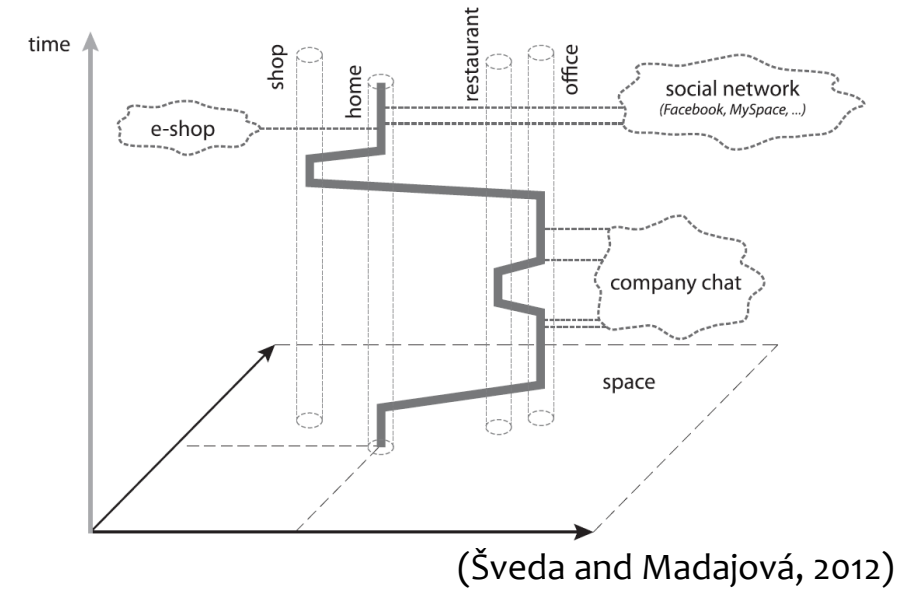 time
shop
home
restaurant
office
social network
(Facebook, MySpace, ...)
e-shop
company chat
space
(Šveda and Madajová, 2012)